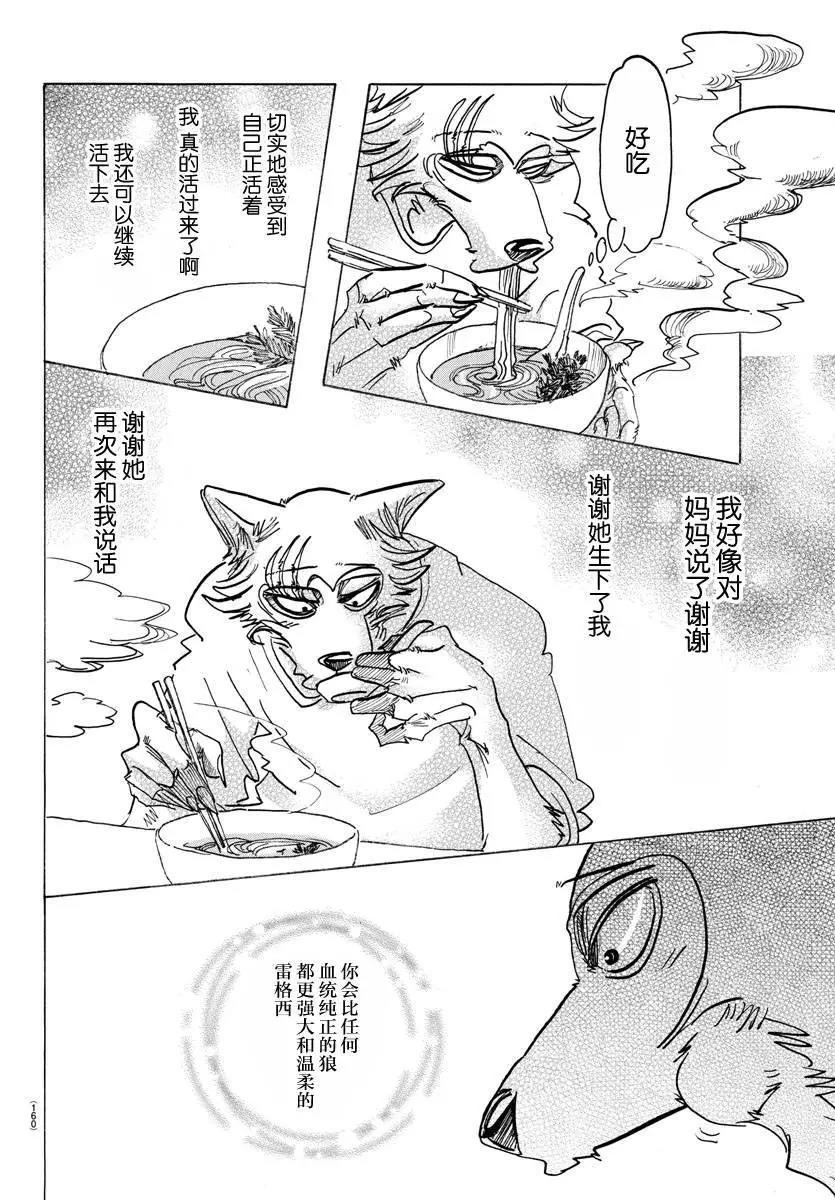 好吃
切实地感受到
自己正活着
我 真的活过来了啊
我还可以继续
活下去
我好像对
妈妈说了谢谢
谢谢她生下了我
谢谢她
再次来和我说话
你会比任何
血统纯正的狼
都更强大和温柔的
雷格西
(160)